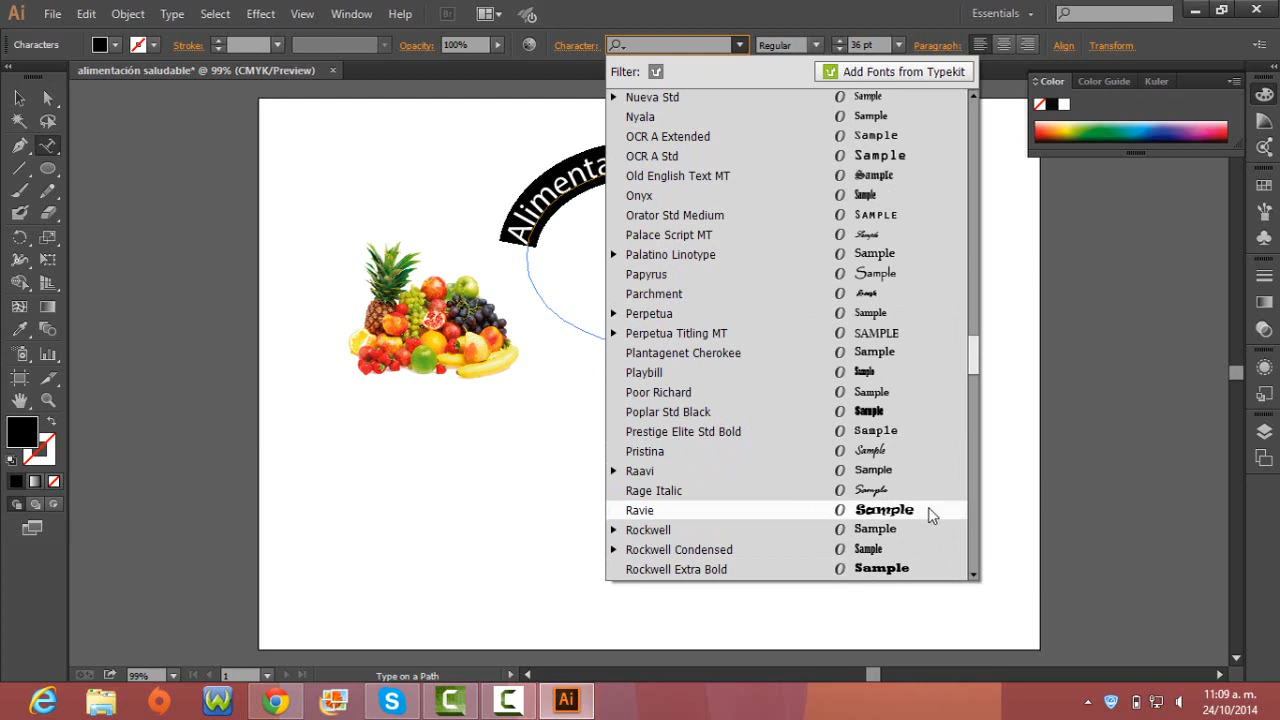 Ai File Edit Object Type Select Effect View Window Help Br Essentials
Characters Stroke: Opacity: 100% Character: Regular 36 pt Paragraph: Align Transform
alimentación saludable* @ 99% (CMYK/Preview) ×
Filter: Add Fonts from Typekit
Color Color Guide Kuler
Nueva Std O Sample
Nyala O Sample
OCR A Extended O Sample
OCR A Std O Sample
Old English Text MT O Sample
Onyx O Sample
Orator Std Medium O SAMPLE
Palace Script MT O Sample
Palatino Linotype O Sample
Papyrus O Sample
Parchment O Sample
Perpetua O Sample
Perpetua Titling MT O SAMPLE
Plantagenet Cherokee O Sample
Playbill O Sample
Poor Richard O Sample
Poplar Std Black O Sample
Prestige Elite Std Bold O Sample
Pristina O Sample
Raavi O Sample
Rage Italic O Sample
Ravie O Sample
Rockwell O Sample
Rockwell Condensed O Sample
Rockwell Extra Bold O Sample
Alimenta
99% 1 Type on a Path
Ai
11:09 a. m.
24/10/2014